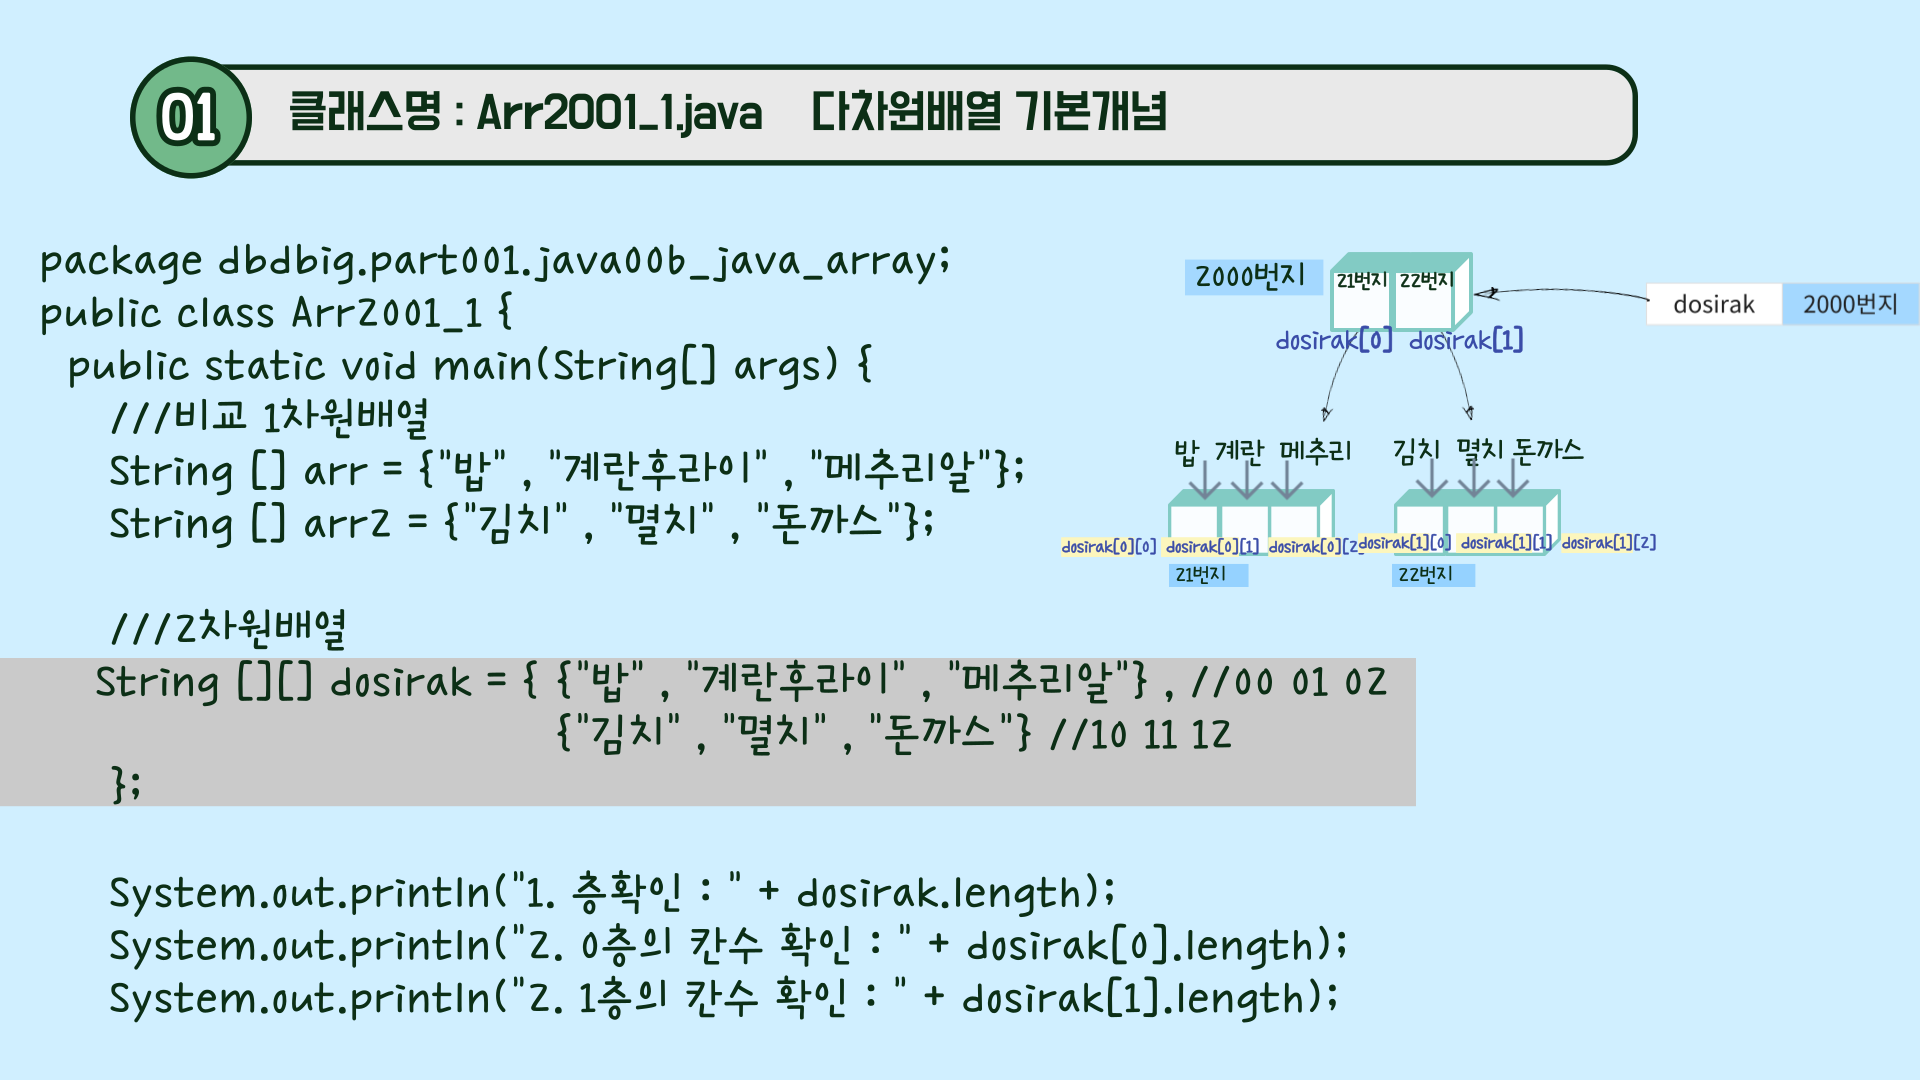 01
클래스명 : Arr2001_1.java 다차원배열 기본개념
package dbdbig.part001.java006_java_array;
public class Arr2001_1 {
public static void main(String[] args) {
///비교 1차원배열
String [] arr = {"밥" , "계란후라이" , "메추리알"};
String [] arr2 = {"김치" , "멸치" , "돈까스"};
///2차원배열
String [][] dosirak = { {"밥" , "계란후라이" , "메추리알"} , //00 01 02
{"김치" , "멸치" , "돈까스"} //10 11 12
};
System.out.println("1. 층확인 : " + dosirak.length);
System.out.println("2. 0층의 칸수 확인 : " + dosirak[0].length);
System.out.println("2. 1층의 칸수 확인 : " + dosirak[1].length);
2000번지
21번지 22번지
dosirak 2000번지
dosirak[0] dosirak[1]
밥 계란 메추리 김치 멸치 돈까스
dosirak[0][0] dosirak[0][1] dosirak[0][2] dosirak[1][0] dosirak[1][1] dosirak[1][2]
21번지 22번지